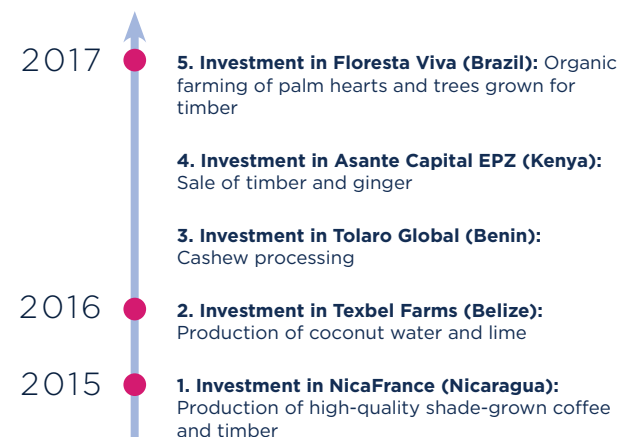 2017
5. Investment in Floresta Viva (Brazil): Organic
farming of palm hearts and trees grown for
timber
4. Investment in Asante Capital EPZ (Kenya):
Sale of timber and ginger
3. Investment in Tolaro Global (Benin):
Cashew processing
2016
2. Investment in Texbel Farms (Belize):
Production of coconut water and lime
2015
1. Investment in NicaFrance (Nicaragua):
Production of high-quality shade-grown coffee
and timber